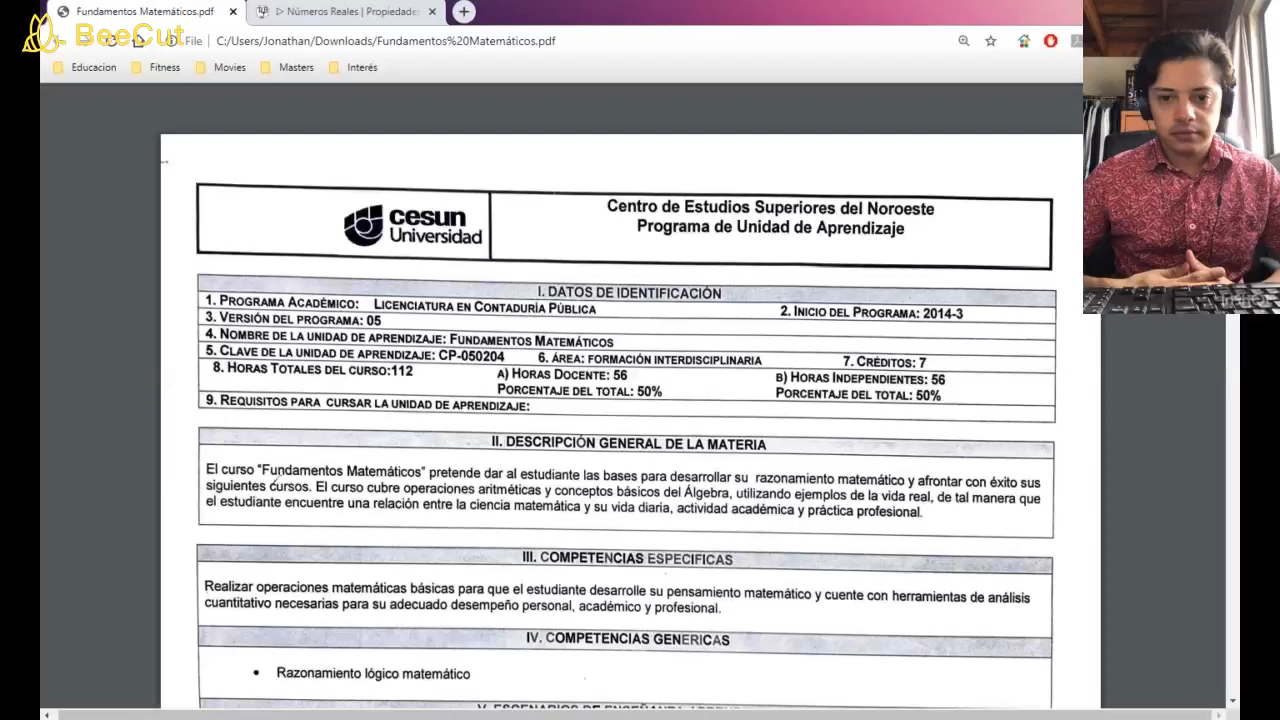 Fundamentos Matemáticos.pdf
▷ Números Reales | Propiedade
BeeCut
File
C:/Users/Jonathan/Downloads/Fundamentos%20Matemáticos.pdf
Educacion
Fitness
Movies
Masters
Interés
cesun
Universidad
Centro de Estudios Superiores del Noroeste
Programa de Unidad de Aprendizaje
I. DATOS DE IDENTIFICACIÓN
1. PROGRAMA ACADÉMICO: LICENCIATURA EN CONTADURÍA PÚBLICA
2. INICIO DEL PROGRAMA: 2014-3
3. VERSIÓN DEL PROGRAMA: 05
4. NOMBRE DE LA UNIDAD DE APRENDIZAJE: FUNDAMENTOS MATEMÁTICOS
5. CLAVE DE LA UNIDAD DE APRENDIZAJE: CP-050204
6. ÁREA: FORMACIÓN INTERDISCIPLINARIA
7. CRÉDITOS: 7
8. HORAS TOTALES DEL CURSO:112
A) HORAS DOCENTE: 56
PORCENTAJE DEL TOTAL: 50%
B) HORAS INDEPENDIENTES: 56
PORCENTAJE DEL TOTAL: 50%
9. REQUISITOS PARA CURSAR LA UNIDAD DE APRENDIZAJE:
II. DESCRIPCIÓN GENERAL DE LA MATERIA
El curso “Fundamentos Matemáticos” pretende dar al estudiante las bases para desarrollar su razonamiento matemático y afrontar con éxito sus
siguientes cursos. El curso cubre operaciones aritméticas y conceptos básicos del Álgebra, utilizando ejemplos de la vida real, de tal manera que
el estudiante encuentre una relación entre la ciencia matemática y su vida diaria, actividad académica y práctica profesional.
III. COMPETENCIAS ESPECIFICAS
Realizar operaciones matemáticas básicas para que el estudiante desarrolle su pensamiento matemático y cuente con herramientas de análisis
cuantitativo necesarias para su adecuado desempeño personal, académico y profesional.
IV. COMPETENCIAS GENERICAS
• Razonamiento lógico matemático